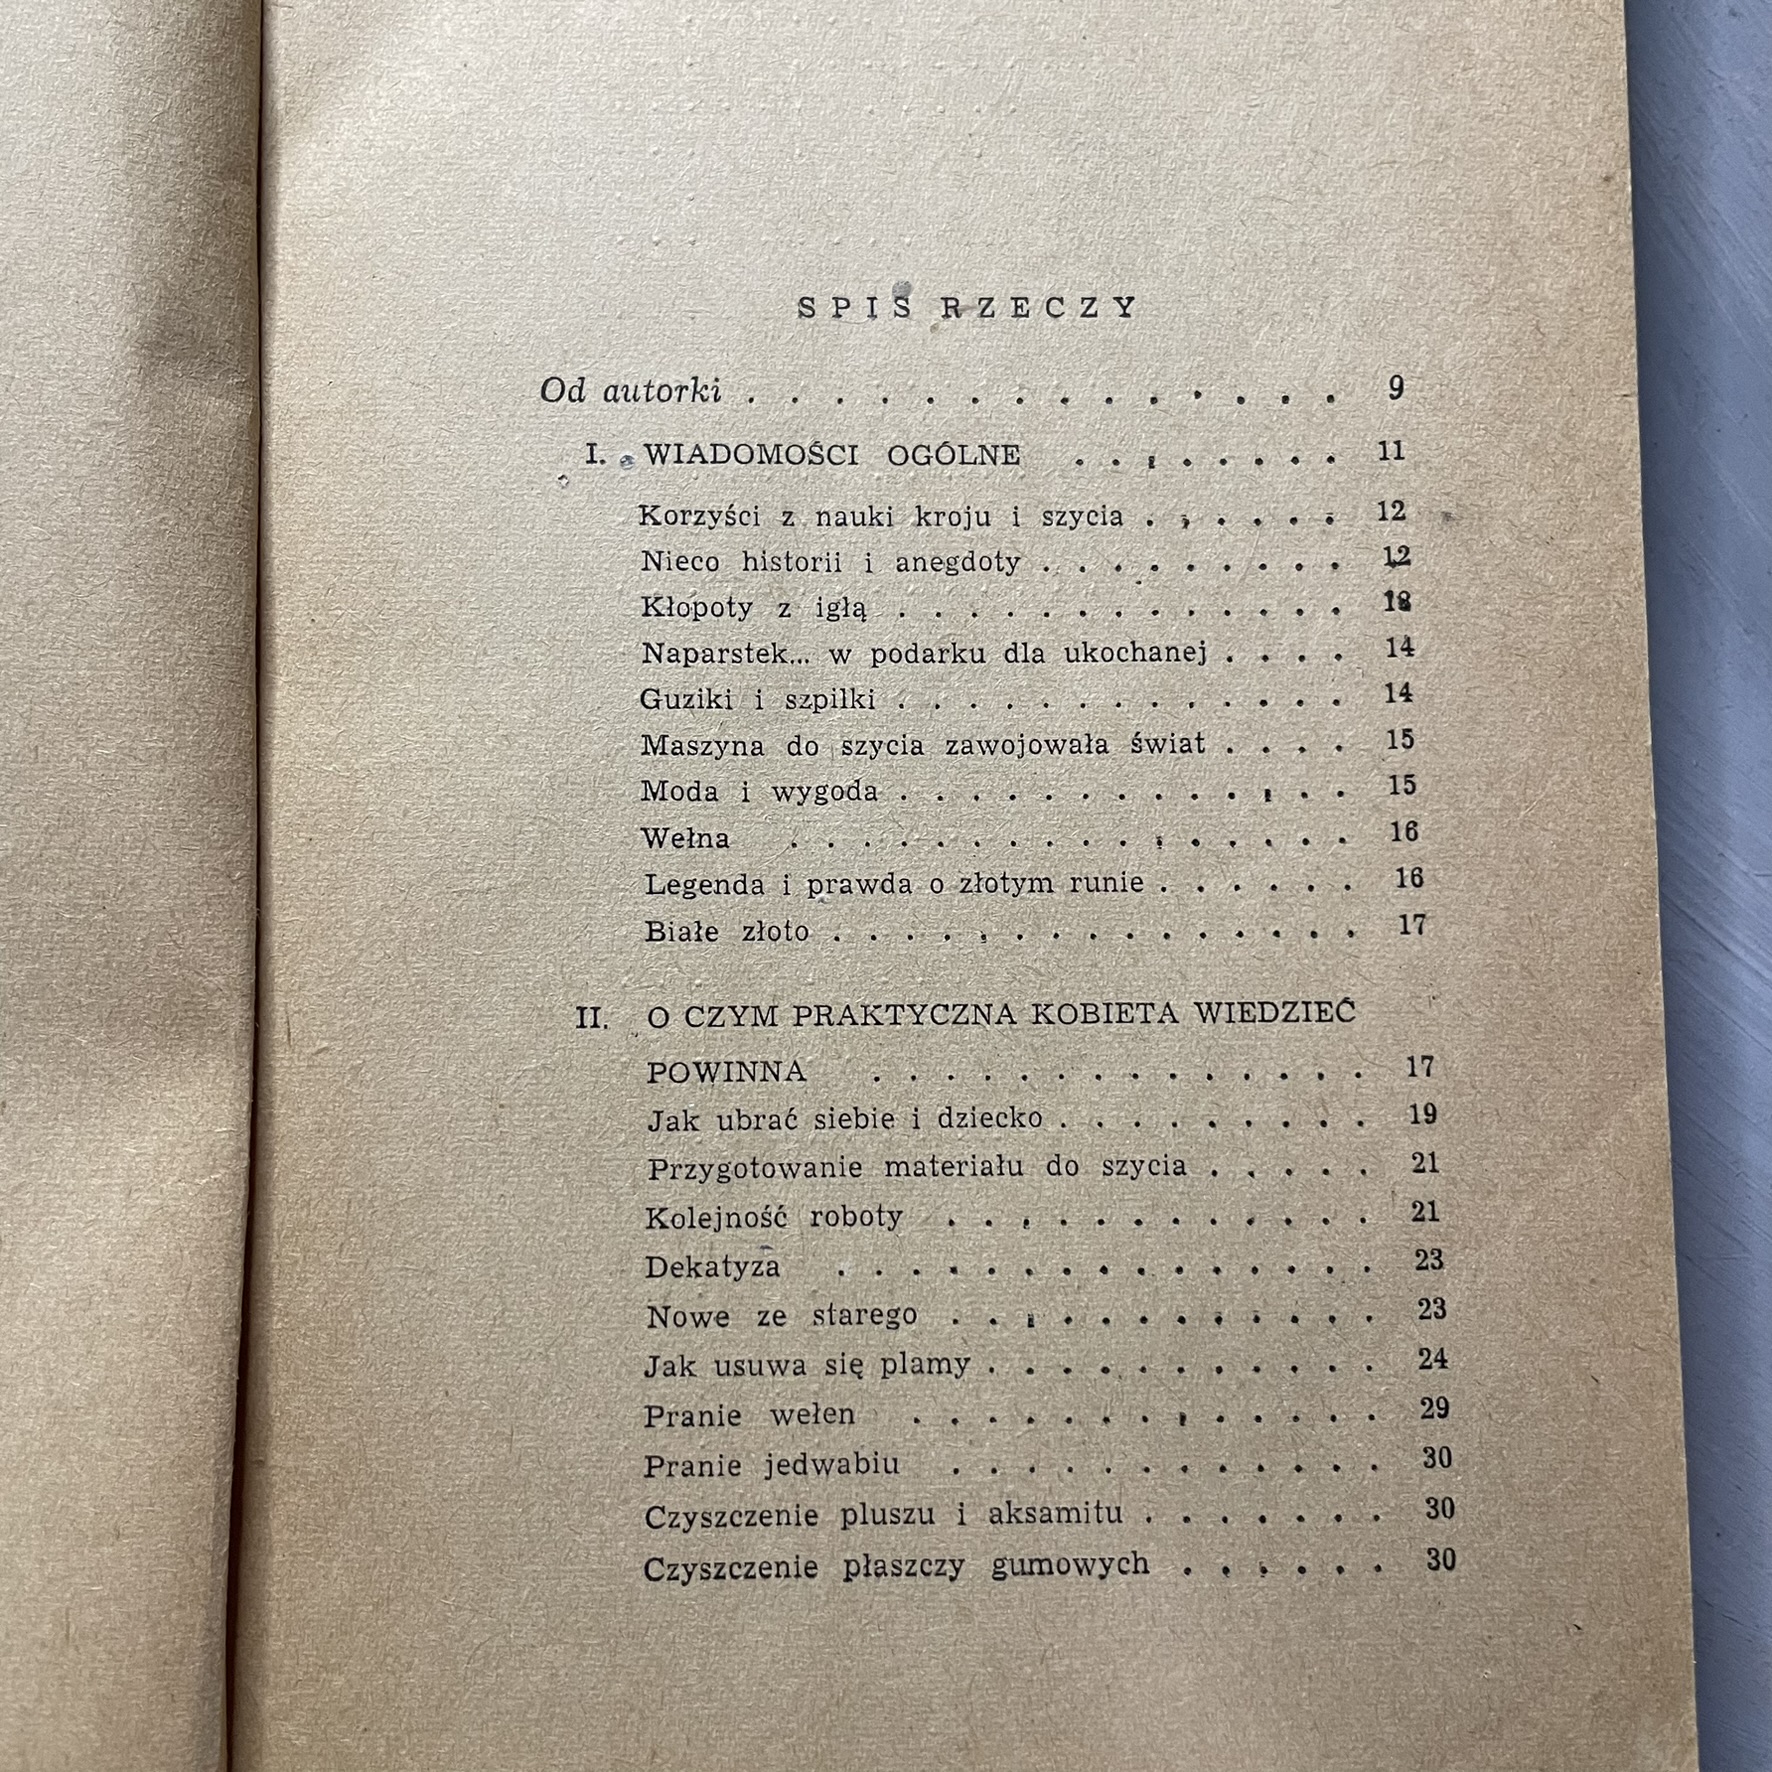 SPIS RZECZY
Od autorki . . . . . . . . . . . . . . 9
I. WIADOMOŚCI OGÓLNE . . . . . . . . 11
Korzyści z nauki kroju i szycia . . . . . . 12
Nieco historii i anegdoty . . . . . . . . . 12
Kłopoty z igłą . . . . . . . . . . . . .
Naparstek... w podarku dla ukochanej . . . . 14
Guziki i szpilki . . . . . . . . . . . . . 14
Maszyna do szycia zawojowała świat . . . . 15
Moda i wygoda . . . . . . . . . . . . . 15
Wełna . . . . . . . . . . . . . . . . 16
Legenda i prawda o złotym runie . . . . . . 16
Białe złoto . . . . . . . . . . . . . . . 17
II. O CZYM PRAKTYCZNA KOBIETA WIEDZIEĆ
POWINNA . . . . . . . . . . . . . . 17
Jak ubrać siebie i dziecko . . . . . . . . . 19
Przygotowanie materiału do szycia . . . . . 21
Kolejność roboty . . . . . . . . . . . . 21
Dekatyza . . . . . . . . . . . . . . . 23
Nowe ze starego . . . . . . . . . . . . 23
Jak usuwa się plamy . . . . . . . . . . . 24
Pranie wełen . . . . . . . . . . . . . 29
Pranie jedwabiu . . . . . . . . . . . . 30
Czyszczenie pluszu i aksamitu . . . . . . . 30
Czyszczenie płaszczy gumowych . . . . . . 30